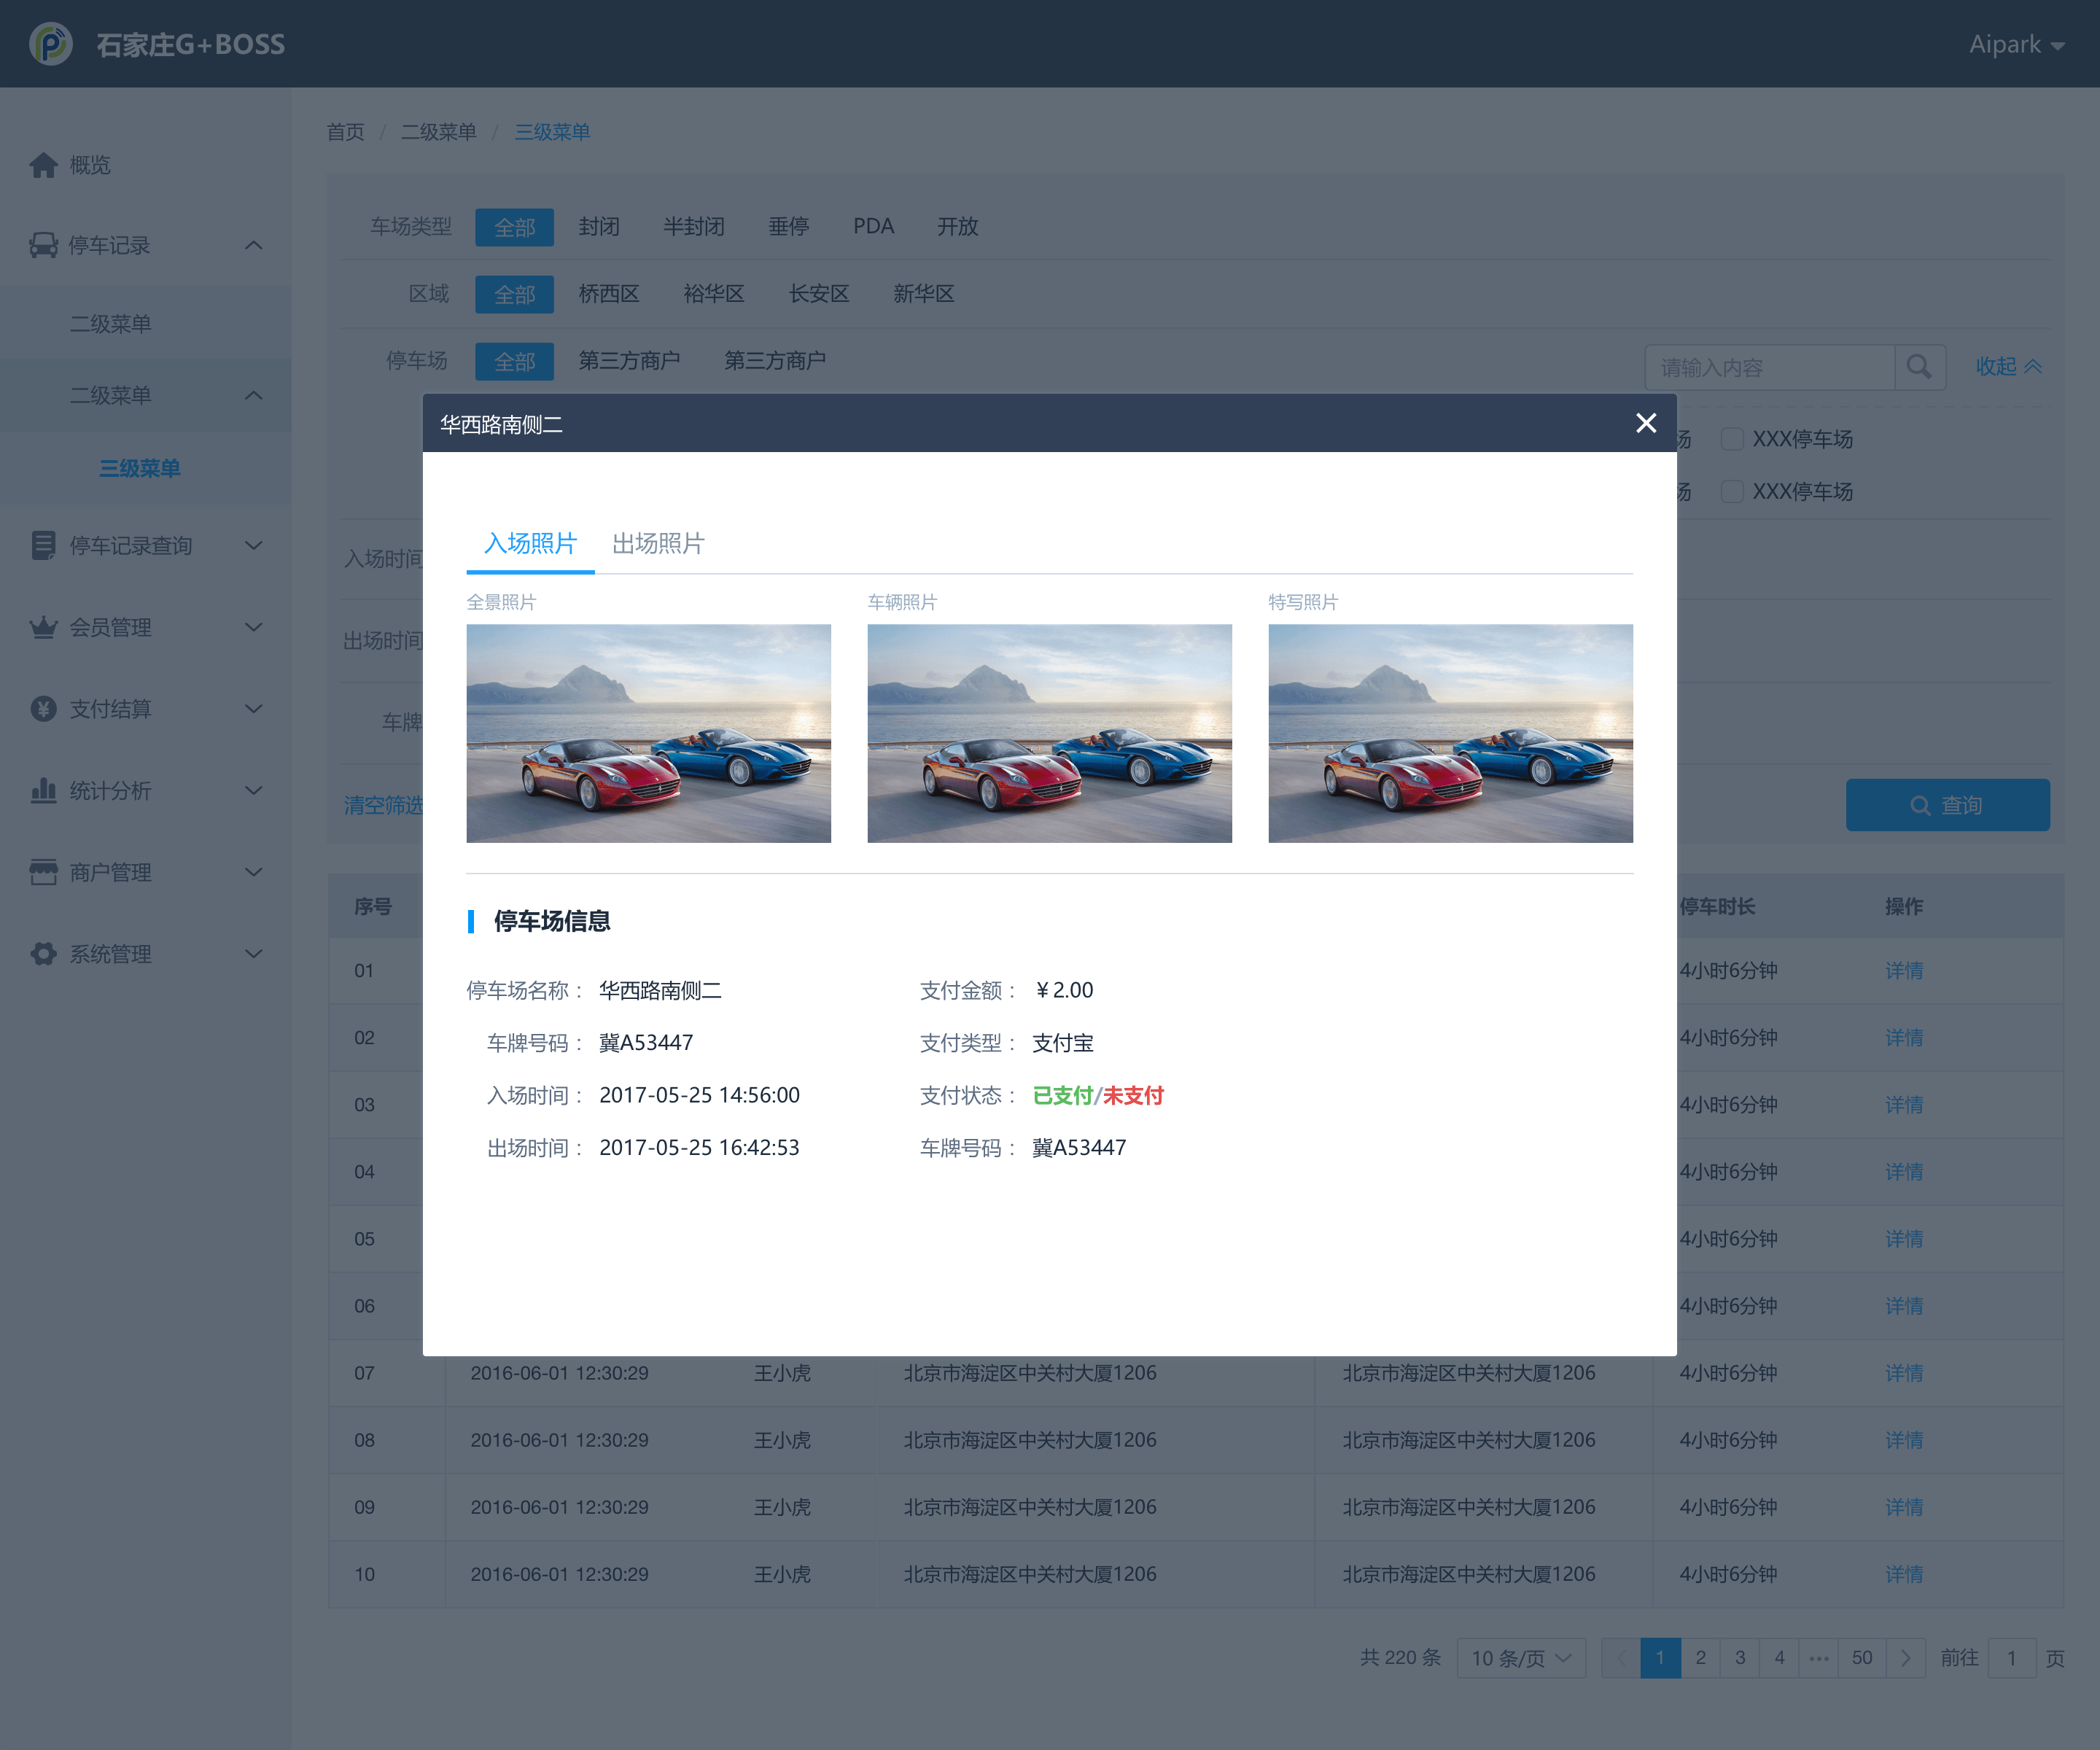 石家庄G+BOSS
Aipark
首页 / 二级菜单 / 三级菜单
概览
停车记录
二级菜单
二级菜单
三级菜单
停车记录查询
会员管理
支付结算
统计分析
商户管理
系统管理
车场类型 全部 封闭 半封闭 垂停 PDA 开放
区域 全部 桥西区 裕华区 长安区 新华区
停车场 全部 第三方商户 第三方商户 请输入内容 收起
场 XXX停车场
场 XXX停车场
入场时间
出场时间
车牌
清空筛选
查询
华西路南侧二
入场照片 出场照片
全景照片 车辆照片 特写照片
停车场信息
停车场名称： 华西路南侧二 支付金额： ￥2.00
车牌号码： 冀A53447 支付类型： 支付宝
入场时间： 2017-05-25 14:56:00 支付状态： 已支付/未支付
出场时间： 2017-05-25 16:42:53 车牌号码： 冀A53447
序号 停车时长 操作
01 4小时6分钟 详情
02 4小时6分钟 详情
03 4小时6分钟 详情
04 4小时6分钟 详情
05 4小时6分钟 详情
06 4小时6分钟 详情
07 2016-06-01 12:30:29 王小虎 北京市海淀区中关村大厦1206 北京市海淀区中关村大厦1206 4小时6分钟 详情
08 2016-06-01 12:30:29 王小虎 北京市海淀区中关村大厦1206 北京市海淀区中关村大厦1206 4小时6分钟 详情
09 2016-06-01 12:30:29 王小虎 北京市海淀区中关村大厦1206 北京市海淀区中关村大厦1206 4小时6分钟 详情
10 2016-06-01 12:30:29 王小虎 北京市海淀区中关村大厦1206 北京市海淀区中关村大厦1206 4小时6分钟 详情
共 220 条 10 条/页 1 2 3 4 ••• 50 前往 1 页